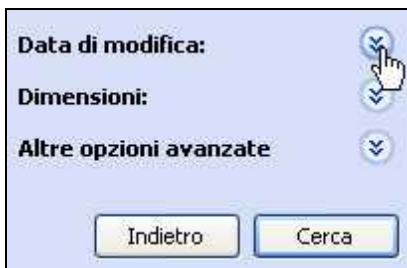 Data di modifica:
Dimensioni:
Altre opzioni avanzate
Indietro Cerca